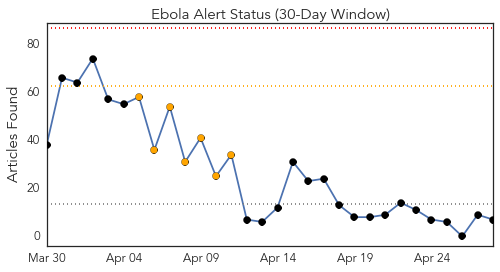 Ebola Alert Status (30-Day Window)
Articles Found
80
60
40
20
0
Mar 30 Apr 04 Apr 09 Apr 14 Apr 19 Apr 24